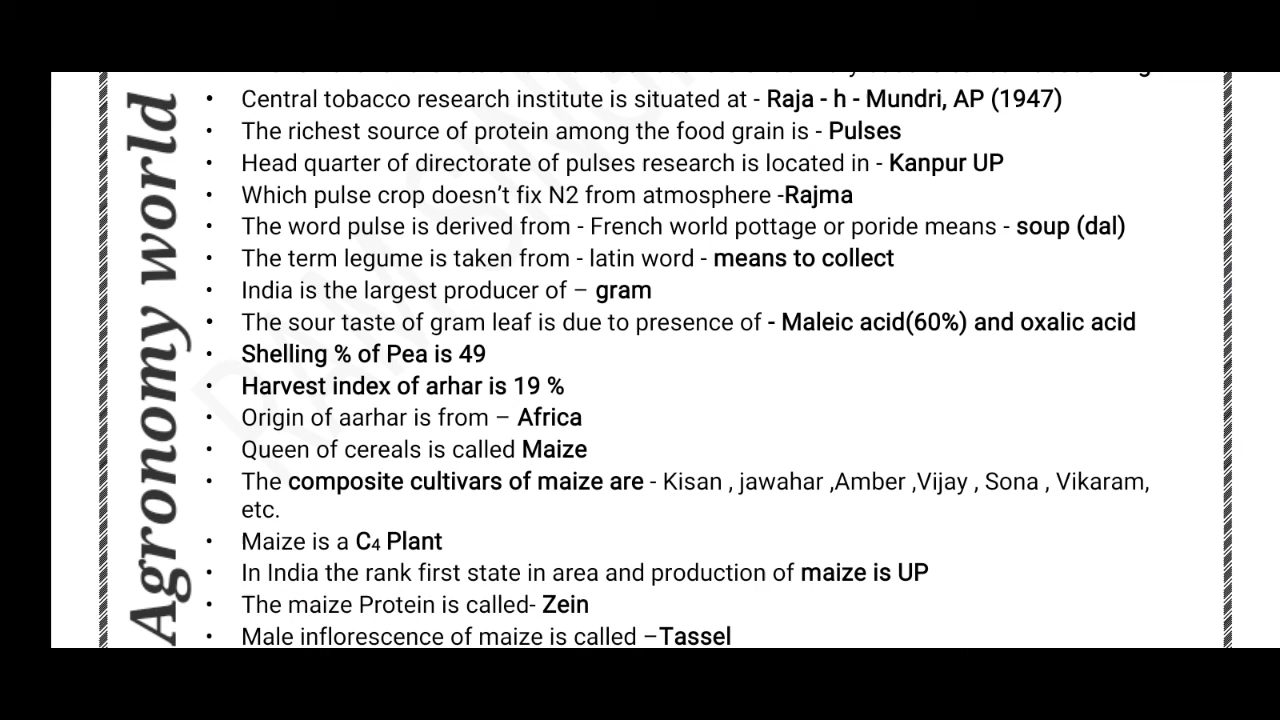 Agronomy world
• Central tobacco research institute is situated at - Raja - h - Mundri, AP (1947)
• The richest source of protein among the food grain is - Pulses
• Head quarter of directorate of pulses research is located in - Kanpur UP
• Which pulse crop doesn't fix N2 from atmosphere -Rajma
• The word pulse is derived from - French world pottage or poride means - soup (dal)
• The term legume is taken from - latin word - means to collect
• India is the largest producer of – gram
• The sour taste of gram leaf is due to presence of - Maleic acid(60%) and oxalic acid
• Shelling % of Pea is 49
• Harvest index of arhar is 19 %
• Origin of aarhar is from – Africa
• Queen of cereals is called Maize
• The composite cultivars of maize are - Kisan , jawahar ,Amber ,Vijay , Sona , Vikaram,
etc.
• Maize is a C₄ Plant
• In India the rank first state in area and production of maize is UP
• The maize Protein is called- Zein
• Male inflorescence of maize is called –Tassel